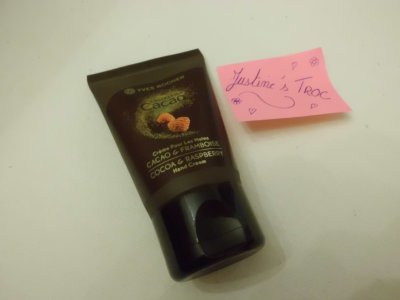 YVES ROCHER
Cacao
Crème Pour Les Mains
CACAO & FRAMBOISE
COCOA & RASPBERRY
Hand Cream
Justine's Troc